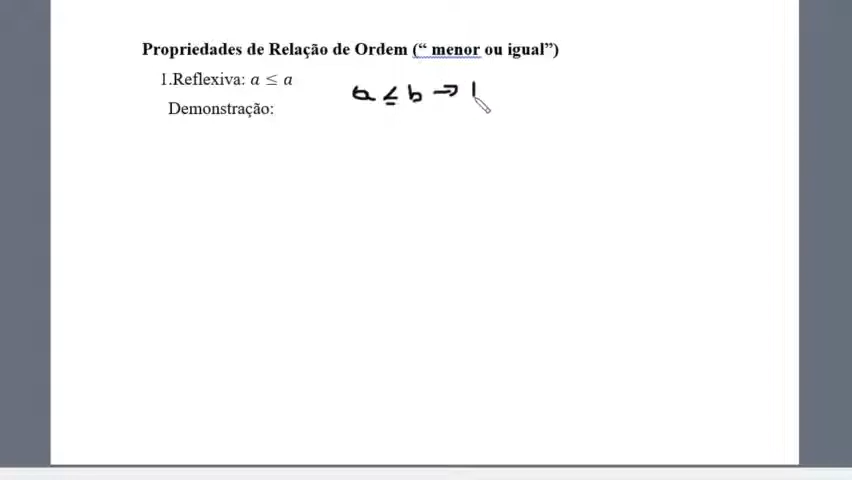 Propriedades de Relação de Ordem (“ menor ou igual”)
1.Reflexiva: a ≤ a
a ≤ b →
Demonstração: